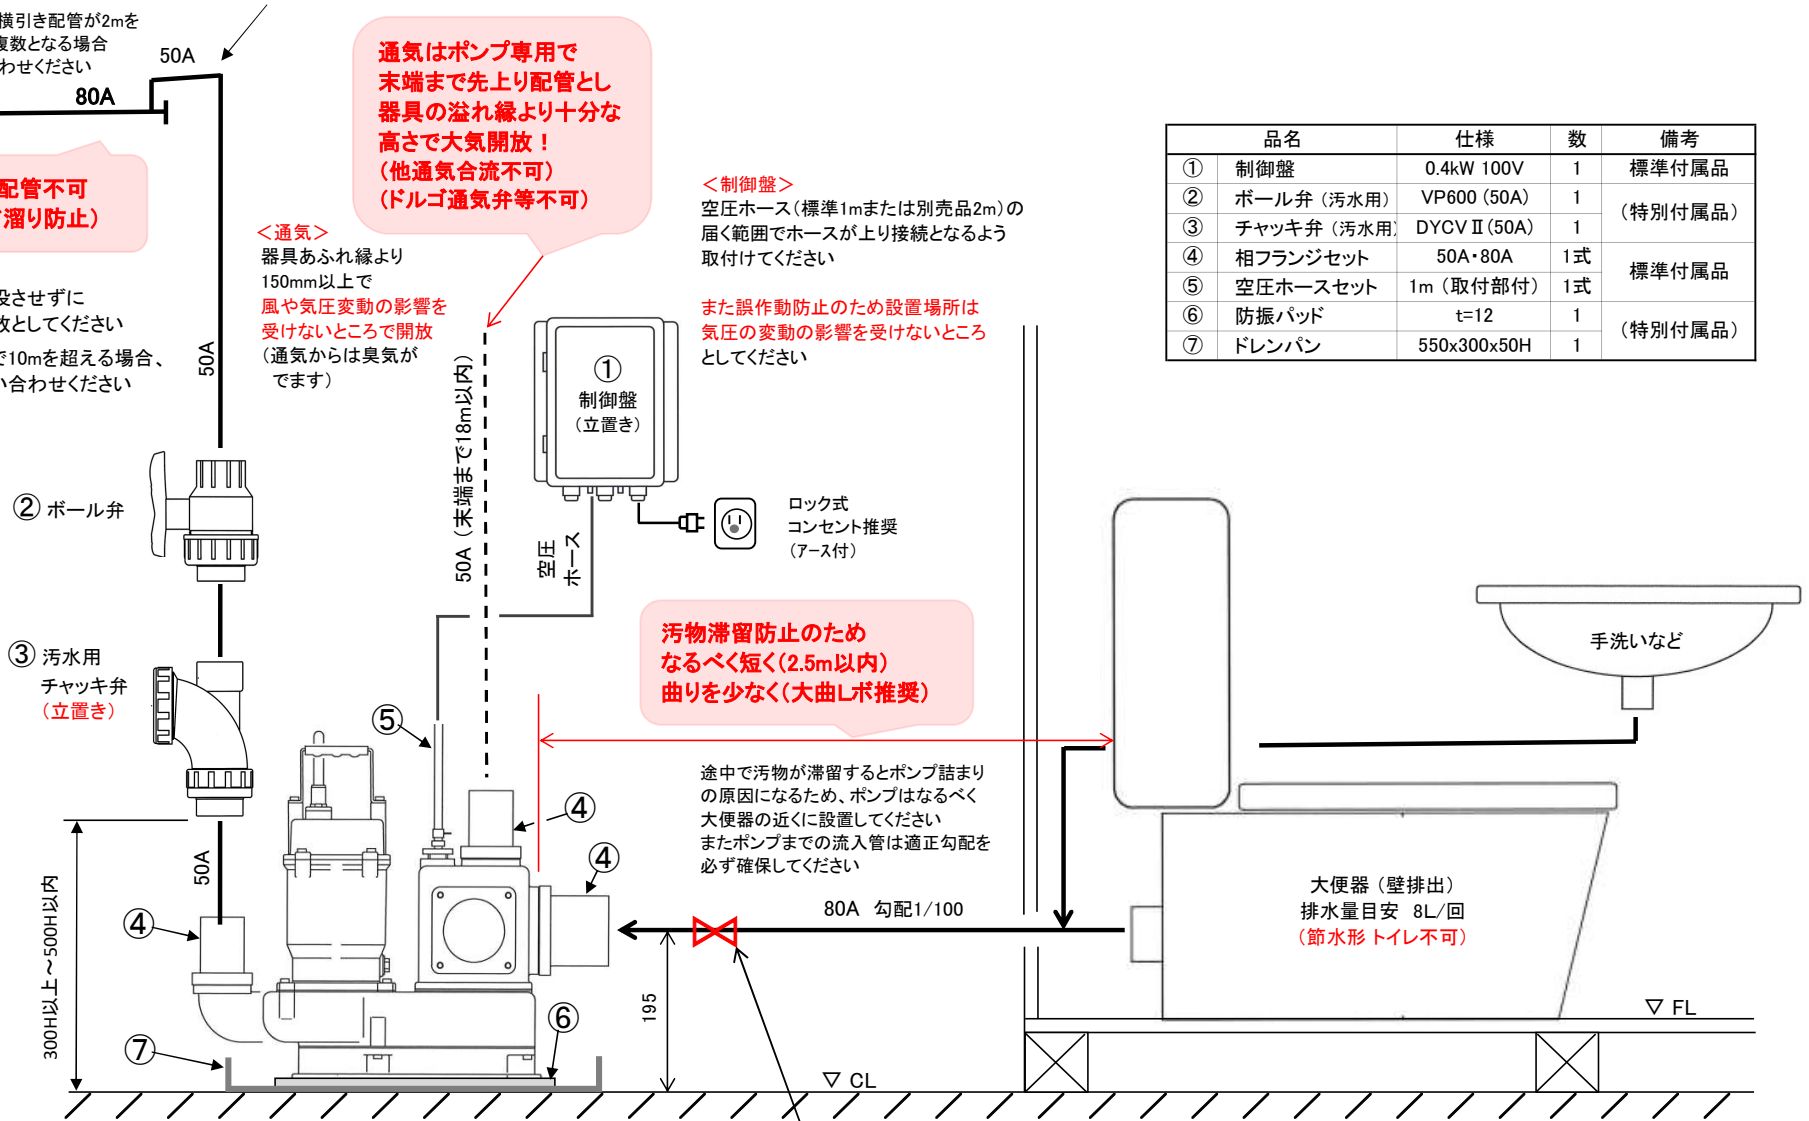 横引き配管が2mを
複数となる場合
わせください
50A
80A
配管不可
溜り防止)
没させずに
数としてください
で10mを超える場合、
い合わせください
50A
通気はポンプ専用で
末端まで先上り配管とし
器具の溢れ縁より十分な
高さで大気開放！
(他通気合流不可)
(ドルゴ通気弁等不可)
＜通気＞
器具あふれ縁より
150mm以上で
風や気圧変動の影響を
受けないところで開放
（通気からは臭気が
でます）
＜制御盤＞
空圧ホース（標準1mまたは別売品2m）の
届く範囲でホースが上り接続となるよう
取付けてください
また誤作動防止のため設置場所は
気圧の変動の影響を受けないところ
としてください
品名 仕様 数 備考
① 制御盤 0.4kW 100V 1 標準付属品
② ボール弁（汚水用） VP600 (50A) 1 （特別付属品）
③ チャッキ弁（汚水用） DYCVⅡ(50A) 1
④ 相フランジセット 50A・80A 1式 標準付属品
⑤ 空圧ホースセット 1m（取付部付） 1式
⑥ 防振パッド t=12 1 （特別付属品）
⑦ ドレンパン 550x300x50H 1
①
制御盤
（立置き）
50A（末端まで18m以内）
空圧
ホース
ロック式
コンセント推奨
（アース付）
② ボール弁
③ 汚水用
チャッキ弁
（立置き）
汚物滞留防止のため
なるべく短く(2.5m以内)
曲りを少なく(大曲Lボ推奨)
手洗いなど
途中で汚物が滞留するとポンプ詰まり
の原因になるため、ポンプはなるべく
大便器の近くに設置してください
またポンプまでの流入管は適正勾配を
必ず確保してください
⑤
④
④
④
50A
300H以上～500H以内
80A 勾配1/100
大便器（壁排出）
排水量目安 8L/回
（節水形トイレ不可）
195
⑥
⑦
▽ CL
▽ FL